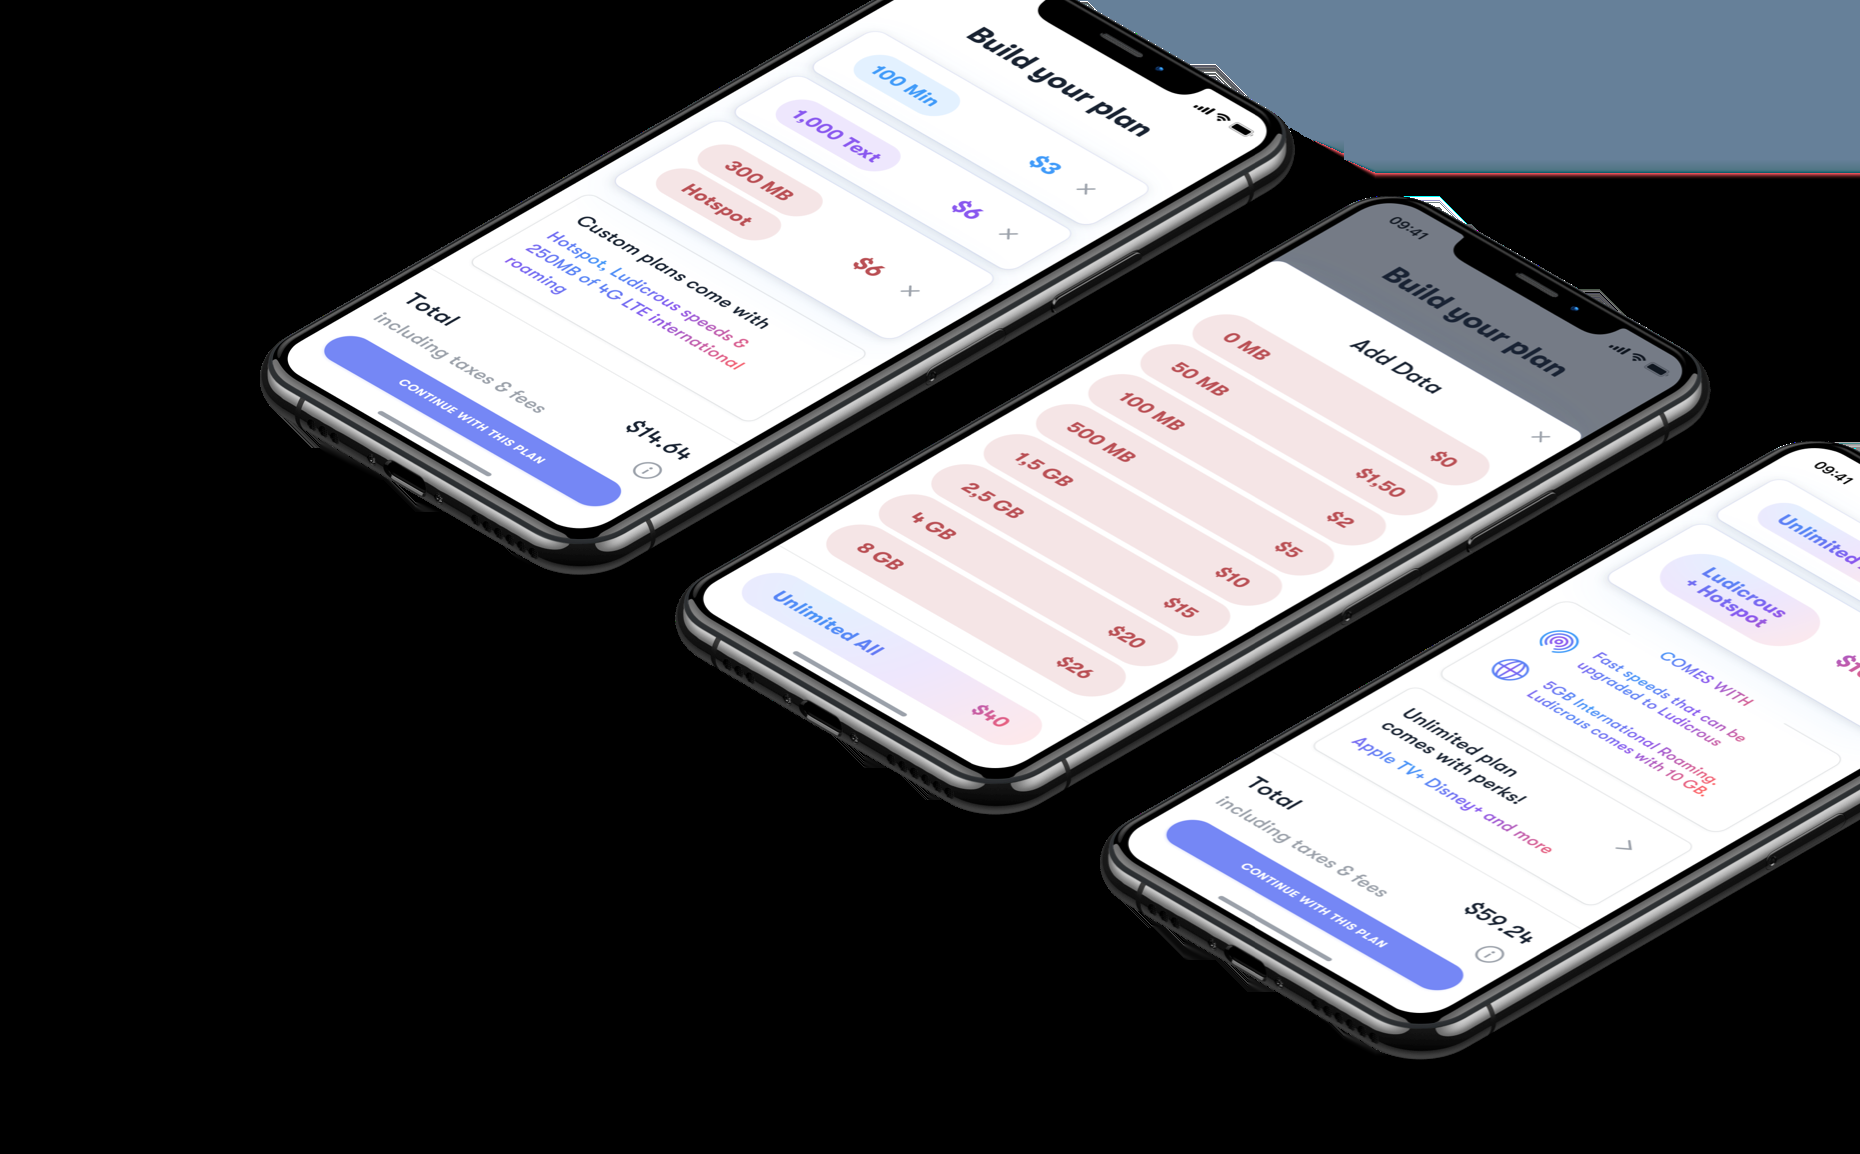 Build your plan
100 Min
$3
1,000 Text
$6
300 MB
Hotspot
$6
Custom plans come with
Hotspot, Ludicrous speeds &
250MB of 4G LTE international
roaming
Total
including taxes & fees
$14.64
CONTINUE WITH THIS PLAN
09:41
Build your plan
Add Data
0 MB
$0
50 MB
$1,50
100 MB
$2
500 MB
$5
1,5 GB
$10
2,5 GB
$15
4 GB
$20
8 GB
$26
Unlimited All
$40
09:41
Unlimited
Ludicrous
+ Hotspot
COMES WITH
Fast speeds that can be
upgraded to Ludicrous
5GB International Roaming.
Ludicrous comes with 10 GB.
Unlimited plan
comes with perks!
Apple TV+ Disney+ and more
Total
including taxes & fees
$59.24
CONTINUE WITH THIS PLAN